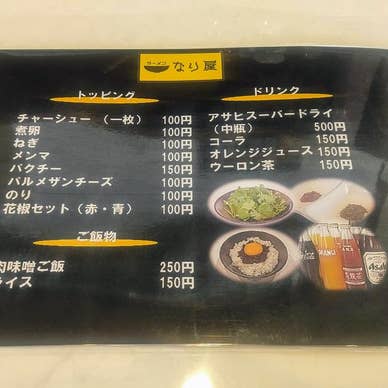 ラーメン
なり屋
トッピング
チャーシュー（一枚） 100円
煮卵 100円
ねぎ 100円
メンマ 100円
パクチー 150円
パルメザンチーズ 100円
のり 100円
花椒セット（赤・青） 100円
ご飯物
肉味噌ご飯 250円
ライス 150円
ドリンク
アサヒスーパードライ
（中瓶） 500円
コーラ 150円
オレンジジュース 150円
ウーロン茶 150円
Asahi